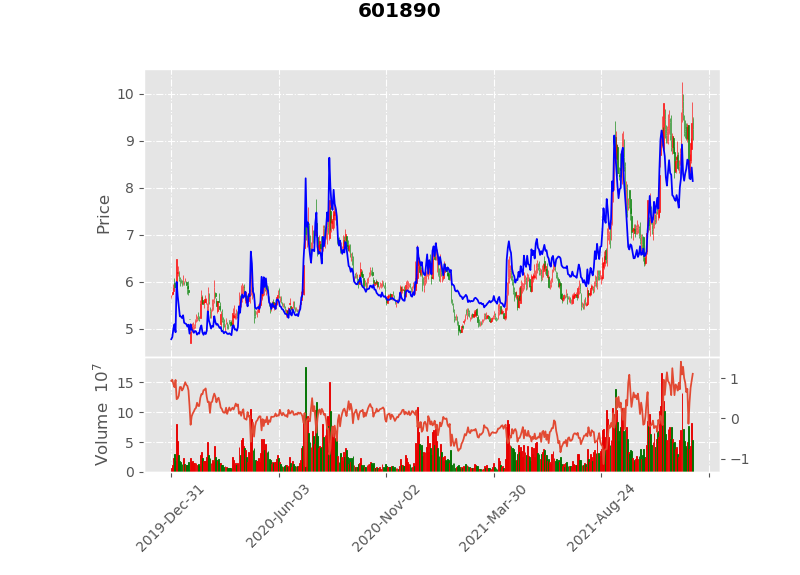 601890
10
9
8
7
6
5
Price
15
10
5
0
Volume 10^7
1
0
−1
2019-Dec-31
2020-Jun-03
2020-Nov-02
2021-Mar-30
2021-Aug-24